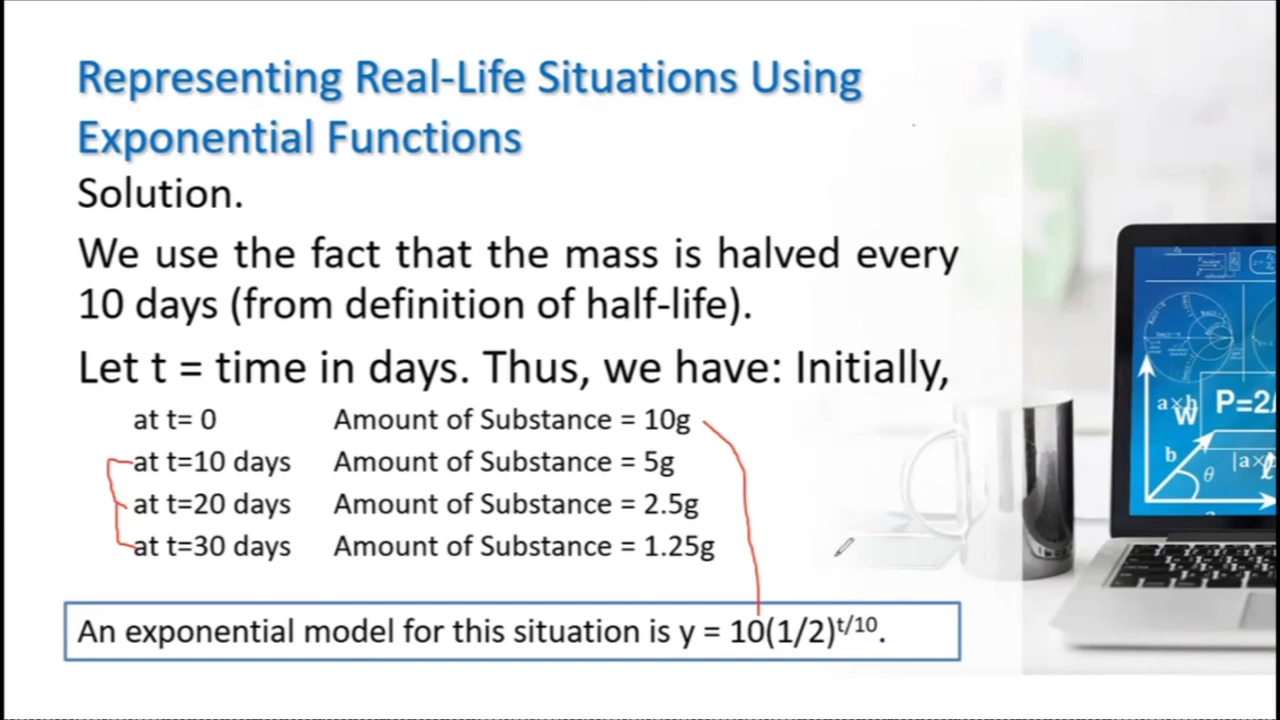 Representing Real-Life Situations Using
Exponential Functions
Solution.
We use the fact that the mass is halved every
10 days (from definition of half-life).
Let t = time in days. Thus, we have: Initially,
at t= 0 Amount of Substance = 10g
at t=10 days Amount of Substance = 5g
at t=20 days Amount of Substance = 2.5g
at t=30 days Amount of Substance = 1.25g
An exponential model for this situation is y = 10(1/2)^t/10.
a×b
W
P=2
b
θ
|a×